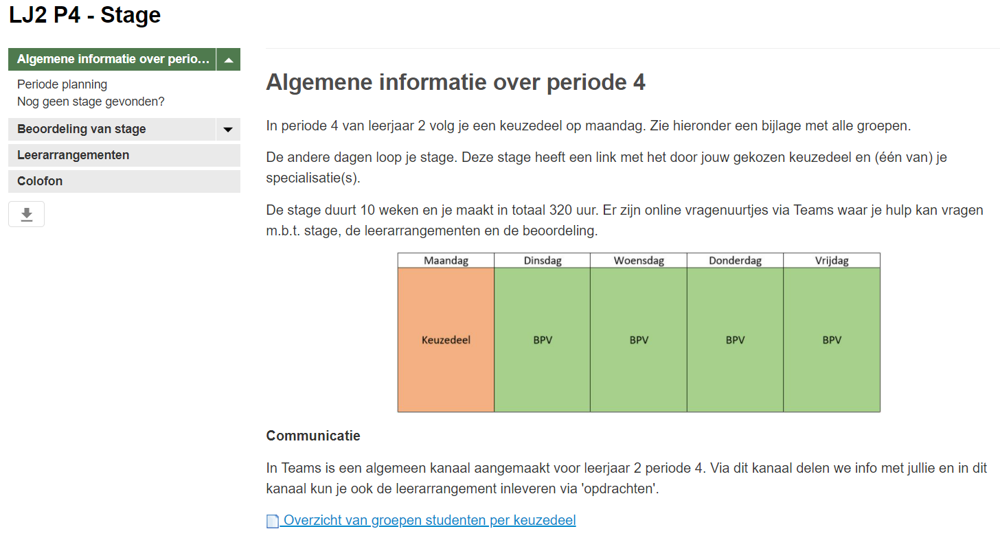 LJ2 P4 - Stage
Algemene informatie over perio...
Periode planning
Nog geen stage gevonden?
Beoordeling van stage
Leerarrangementen
Colofon
Algemene informatie over periode 4
In periode 4 van leerjaar 2 volg je een keuzedeel op maandag. Zie hieronder een bijlage met alle groepen.
De andere dagen loop je stage. Deze stage heeft een link met het door jouw gekozen keuzedeel en (één van) je
specialisatie(s).
De stage duurt 10 weken en je maakt in totaal 320 uur. Er zijn online vragenuurtjes via Teams waar je hulp kan vragen
m.b.t. stage, de leerarrangementen en de beoordeling.
Maandag Dinsdag Woensdag Donderdag Vrijdag
Keuzedeel BPV BPV BPV BPV
Communicatie
In Teams is een algemeen kanaal aangemaakt voor leerjaar 2 periode 4. Via dit kanaal delen we info met jullie en in dit
kanaal kun je ook de leerarrangement inleveren via 'opdrachten'.
Overzicht van groepen studenten per keuzedeel